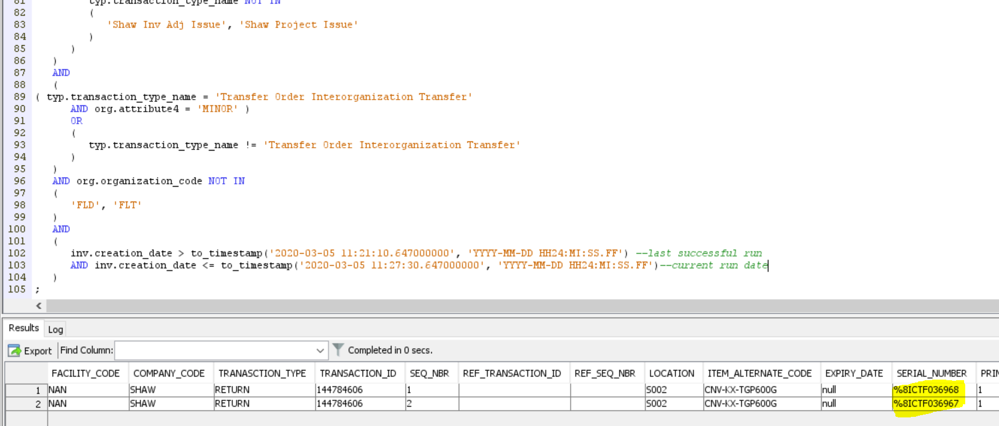 81 typ.transaction_type_name NOT IN
82 (
83 'Shaw Inv Adj Issue', 'Shaw Project Issue'
84 )
85 )
86 )
87 AND
88 (
89 ( typ.transaction_type_name = 'Transfer Order Interorganization Transfer'
90 AND org.attribute4 = 'MINOR' )
91 OR
92 (
93 typ.transaction_type_name != 'Transfer Order Interorganization Transfer'
94 )
95 )
96 AND org.organization_code NOT IN
97 (
98 'FLD', 'FLT'
99 )
100 AND
101 (
102 inv.creation_date > to_timestamp('2020-03-05 11:21:10.647000000', 'YYYY-MM-DD HH24:MI:SS.FF') --last successful run
103 AND inv.creation_date <= to_timestamp('2020-03-05 11:27:30.647000000', 'YYYY-MM-DD HH24:MI:SS.FF')--current run date
104 )
105 ;
Results Log
Export Find Column: Completed in 0 secs.
FACILITY_CODE COMPANY_CODE TRANASCTION_TYPE TRANSACTION_ID SEQ_NBR REF_TRANSACTION_ID REF_SEQ_NBR LOCATION ITEM_ALTERNATE_CODE EXPIRY_DATE SERIAL_NUMBER PRIN
1 NAN SHAW RETURN 144784606 1 S002 CNV-KX-TGP600G null %8ICTF036968 1
2 NAN SHAW RETURN 144784606 2 S002 CNV-KX-TGP600G null %8ICTF036967 1